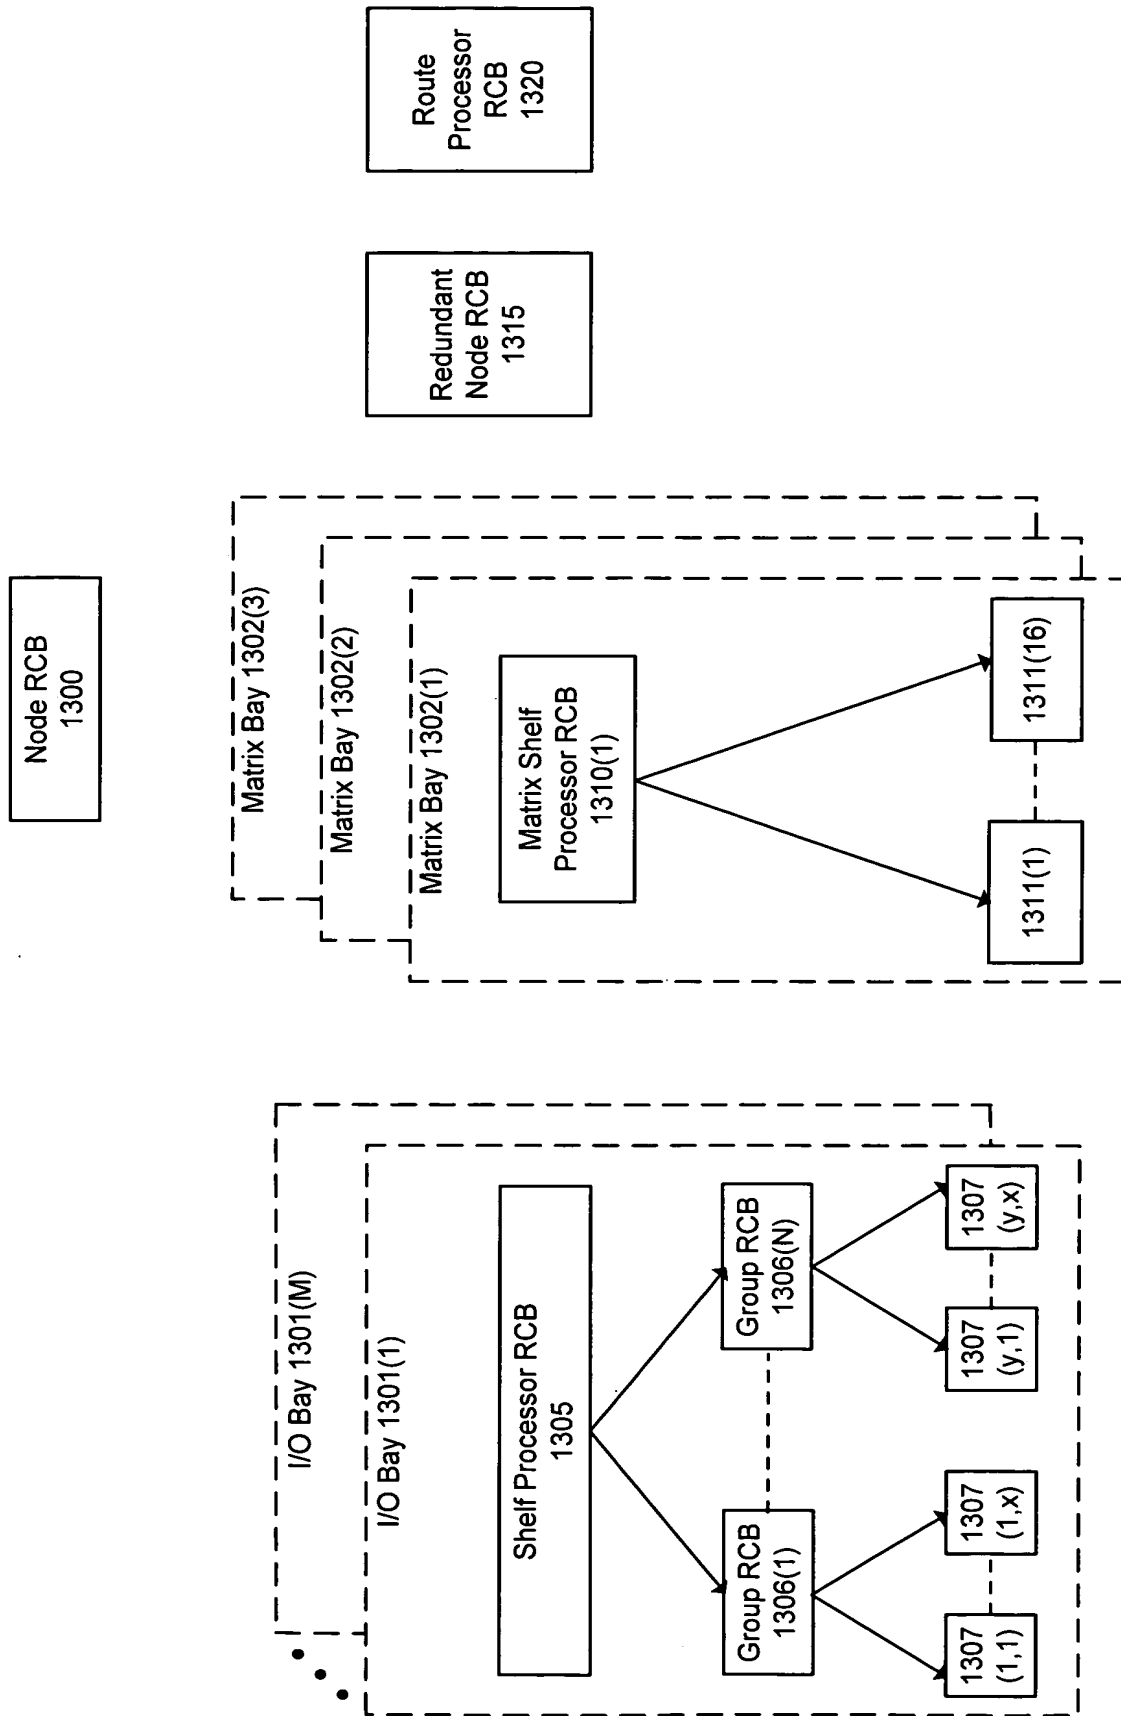 Node RCB
1300
I/O Bay 1301(M)
I/O Bay 1301(1)
Shelf Processor RCB
1305
Group RCB
1306(1)
Group RCB
1306(N)
1307
(1,1)
1307
(1,x)
1307
(y,1)
1307
(y,x)
Matrix Bay 1302(3)
Matrix Bay 1302(2)
Matrix Bay 1302(1)
Matrix Shelf
Processor RCB
1310(1)
1311(1)
1311(16)
Redundant
Node RCB
1315
Route
Processor
RCB
1320